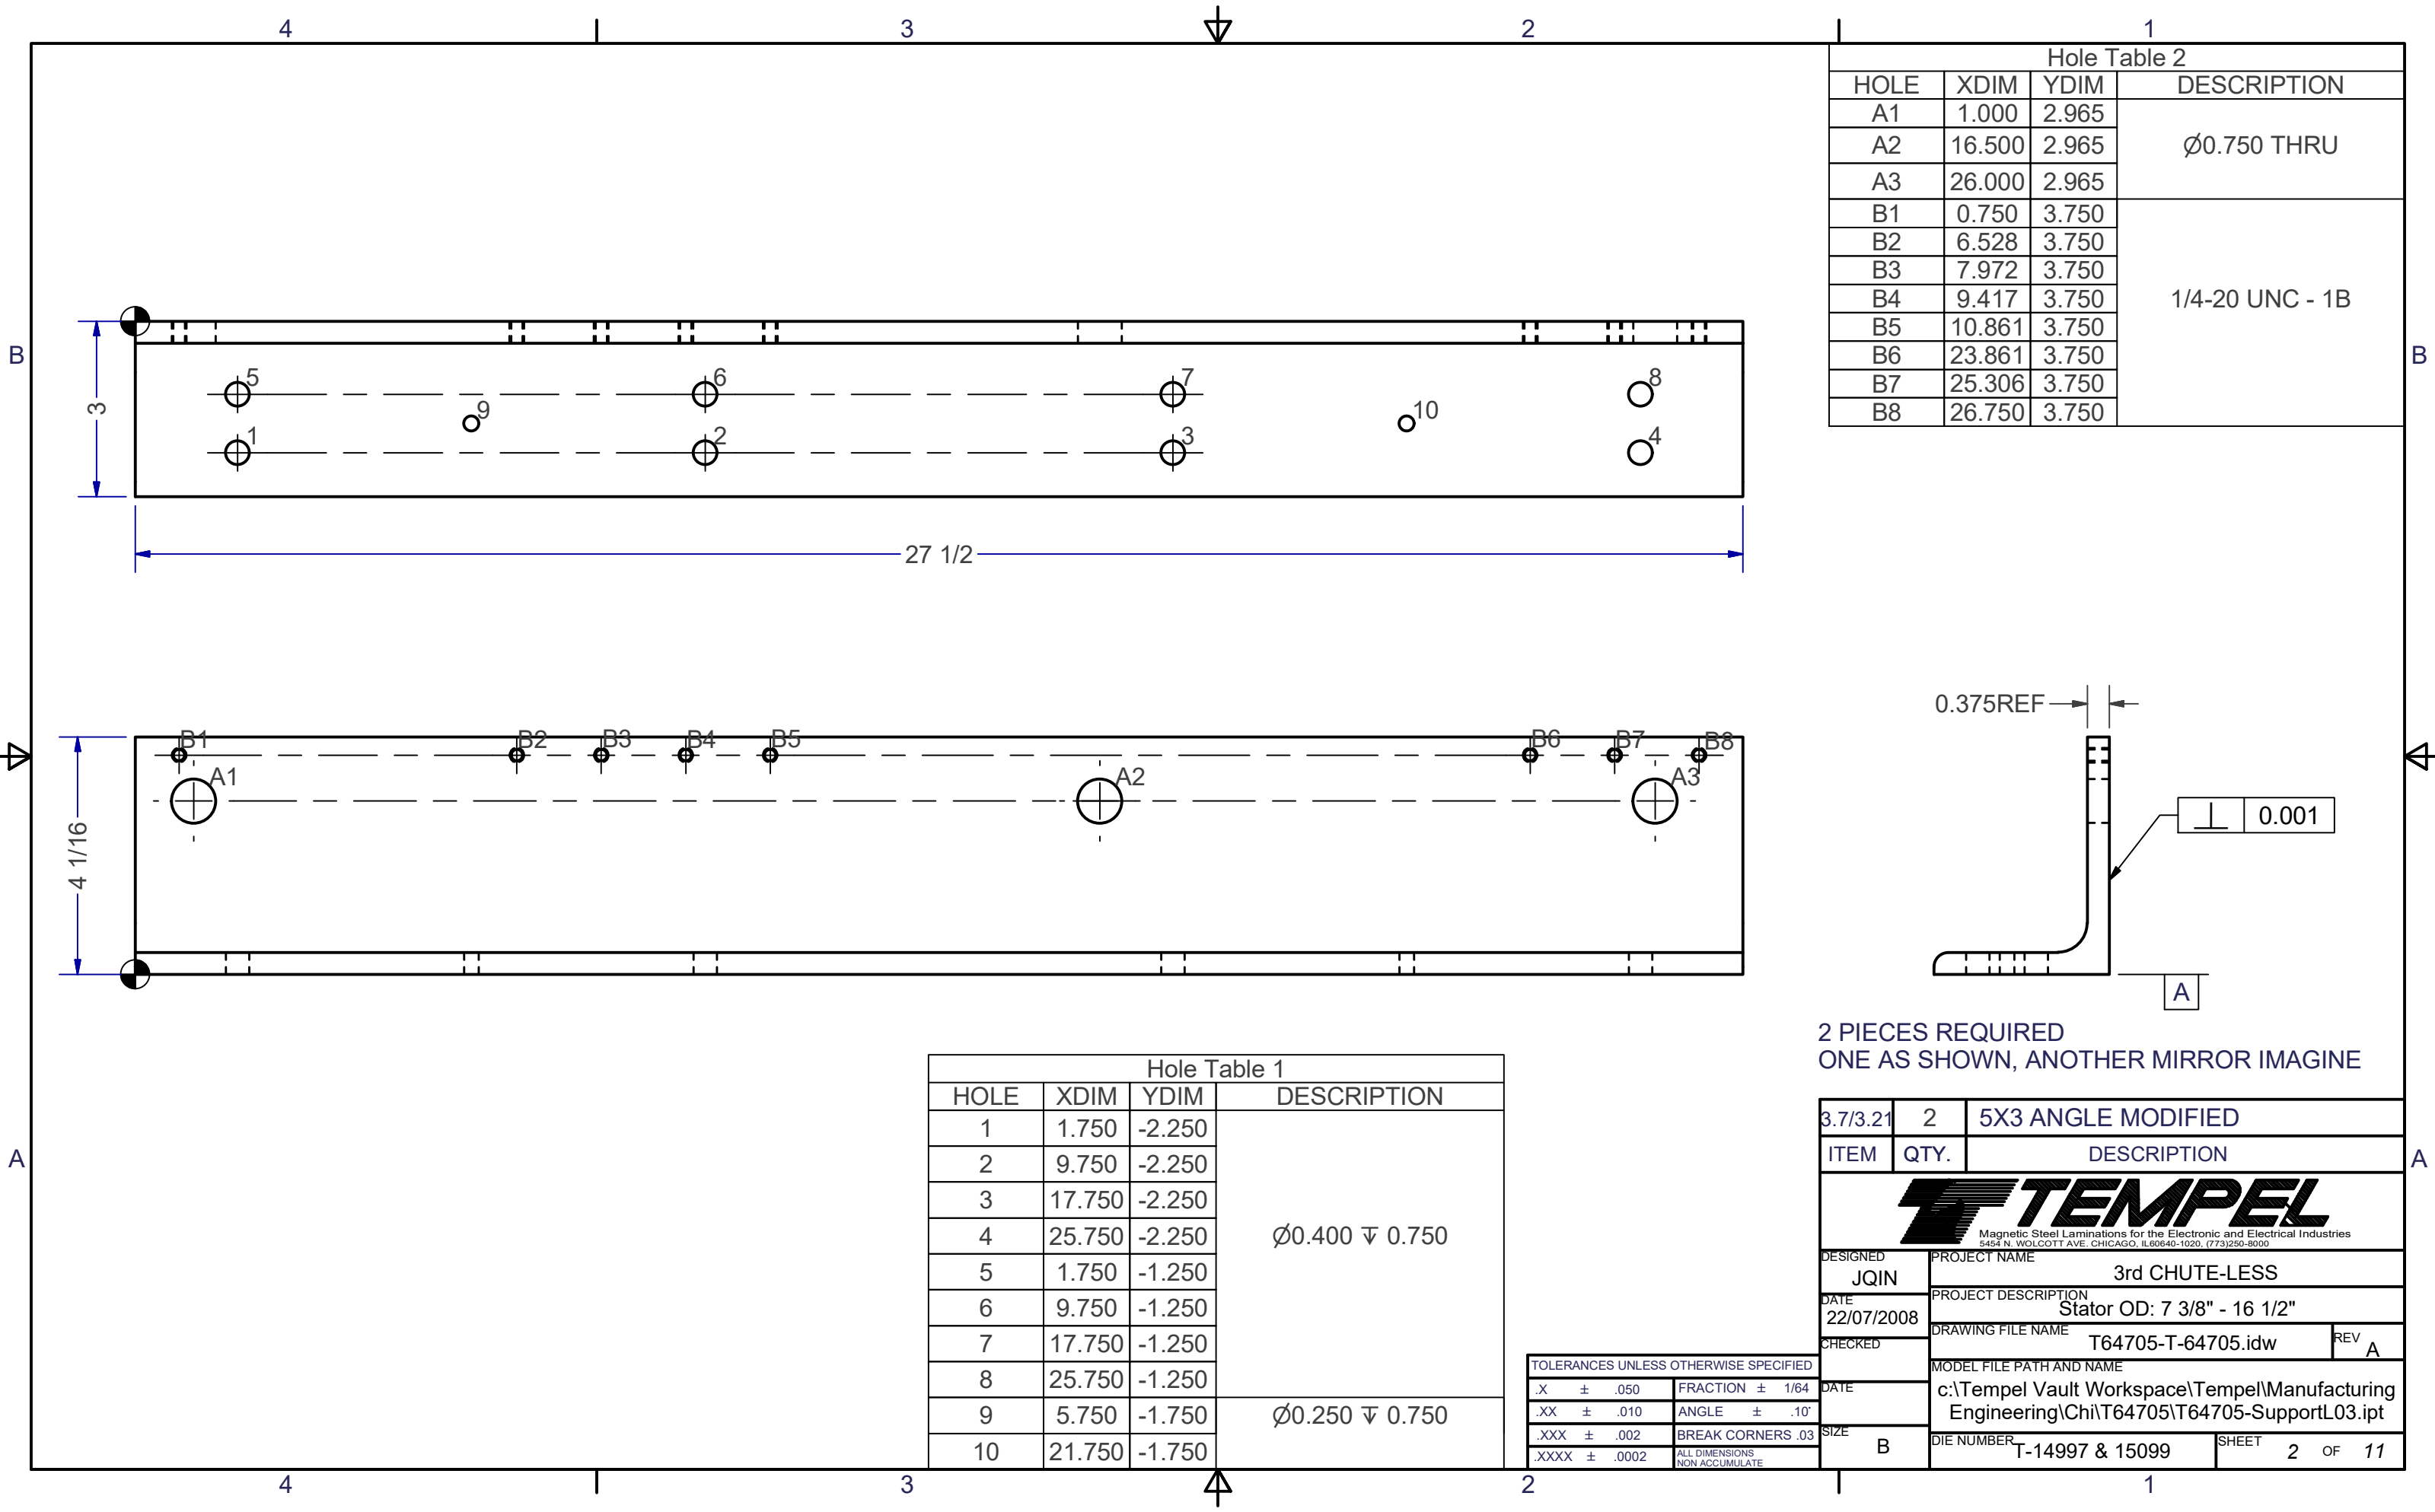 4 3 2 1
Hole Table 2
HOLE XDIM YDIM DESCRIPTION
A1 1.000 2.965 Ø0.750 THRU
A2 16.500 2.965
A3 26.000 2.965
B1 0.750 3.750 1/4-20 UNC - 1B
B2 6.528 3.750
B3 7.972 3.750
B4 9.417 3.750
B5 10.861 3.750
B6 23.861 3.750
B7 25.306 3.750
B8 26.750 3.750
B B
5 6 7 8
9 10
1 2 3 4
3
27 1/2
0.375REF
B1 B2 B3 B4 B5 B6 B7 B8
A1 A2 A3
4 1/16
⊥ 0.001
A
2 PIECES REQUIRED
ONE AS SHOWN, ANOTHER MIRROR IMAGINE
Hole Table 1
HOLE XDIM YDIM DESCRIPTION
1 1.750 -2.250 Ø0.400 ↧ 0.750
2 9.750 -2.250
3 17.750 -2.250
4 25.750 -2.250
5 1.750 -1.250
6 9.750 -1.250
7 17.750 -1.250
8 25.750 -1.250
9 5.750 -1.750 Ø0.250 ↧ 0.750
10 21.750 -1.750
A A
3.7/3.21 2 5X3 ANGLE MODIFIED
ITEM QTY. DESCRIPTION
TEMPEL
Magnetic Steel Laminations for the Electronic and Electrical Industries
5454 N. WOLCOTT AVE. CHICAGO, IL60640-1020, (773)250-8000
DESIGNED JQIN
PROJECT NAME 3rd CHUTE-LESS
DATE 22/07/2008
PROJECT DESCRIPTION Stator OD: 7 3/8" - 16 1/2"
CHECKED
DRAWING FILE NAME T64705-T-64705.idw REV A
DATE
MODEL FILE PATH AND NAME
c:\Tempel Vault Workspace\Tempel\Manufacturing
Engineering\Chi\T64705\T64705-SupportL03.ipt
SIZE B
DIE NUMBER T-14997 & 15099
SHEET 2 OF 11
TOLERANCES UNLESS OTHERWISE SPECIFIED
.X ± .050 FRACTION ± 1/64
.XX ± .010 ANGLE ± .10°
.XXX ± .002 BREAK CORNERS .03
.XXXX ± .0002 ALL DIMENSIONS
NON ACCUMULATE
4 3 2 1